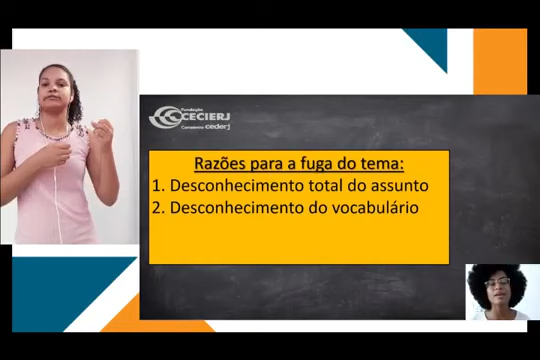 Fundação
CECIERJ
Consórcio cederj
Razões para a fuga do tema:
1. Desconhecimento total do assunto
2. Desconhecimento do vocabulário